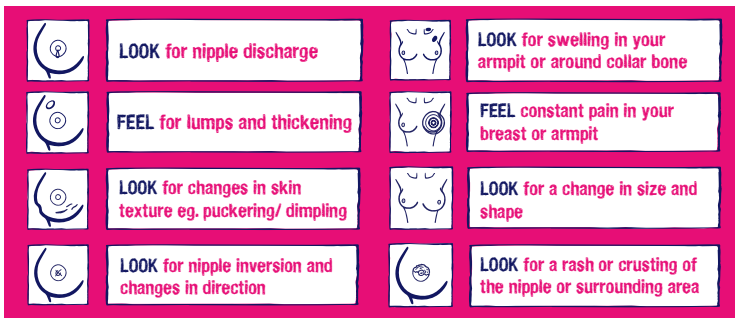 LOOK for nipple discharge
FEEL for lumps and thickening
LOOK for changes in skin
texture eg. puckering/ dimpling
LOOK for nipple inversion and
changes in direction
LOOK for swelling in your
armpit or around collar bone
FEEL constant pain in your
breast or armpit
LOOK for a change in size and
shape
LOOK for a rash or crusting of
the nipple or surrounding area